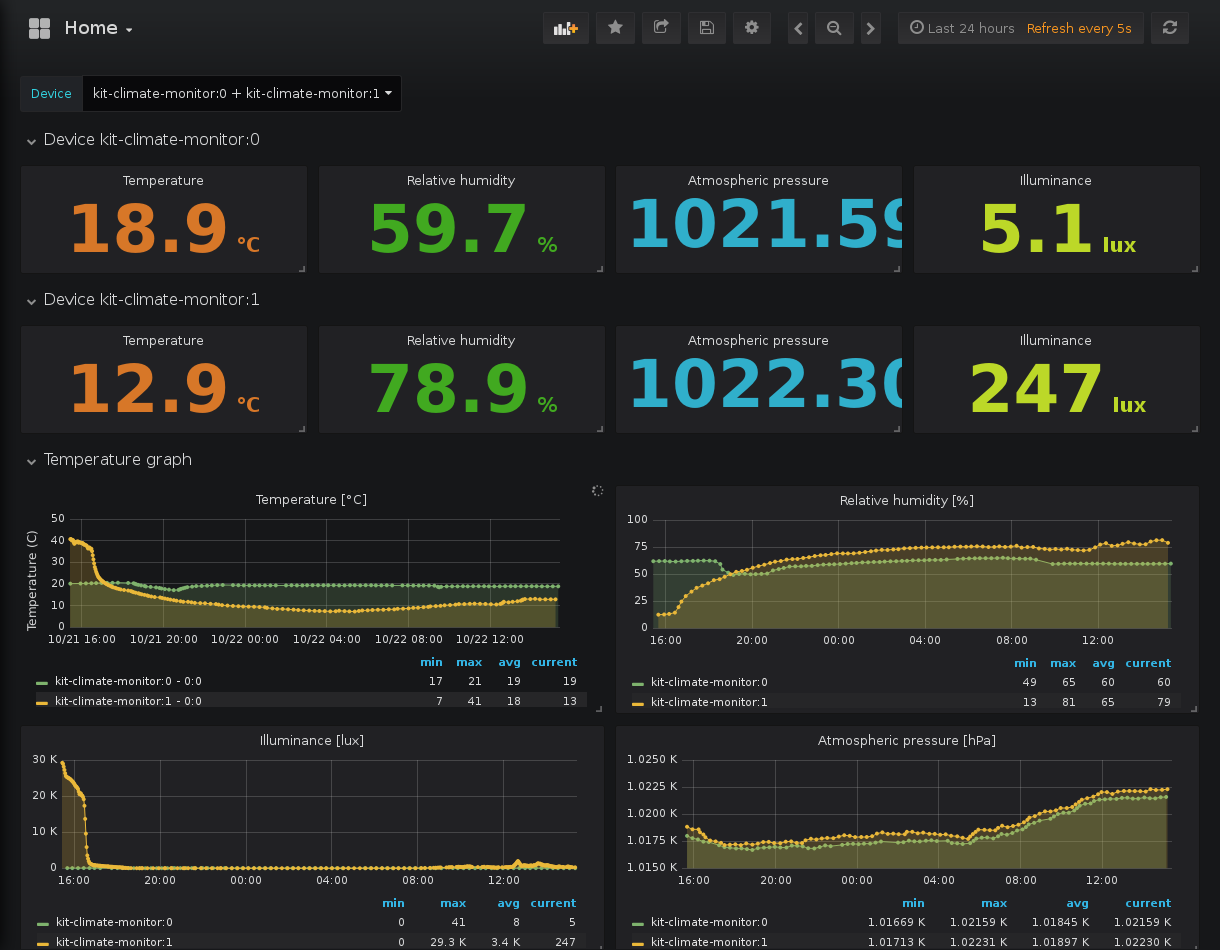 Home
Last 24 hours Refresh every 5s
Device kit-climate-monitor:0 + kit-climate-monitor:1
Device kit-climate-monitor:0
Temperature Relative humidity Atmospheric pressure Illuminance
18.9 °C 59.7 % 1021.59 5.1 lux
Device kit-climate-monitor:1
Temperature Relative humidity Atmospheric pressure Illuminance
12.9 °C 78.9 % 1022.30 247 lux
Temperature graph
Temperature [°C]
Temperature (C)
50
40
30
20
10
0
10/21 16:00 10/21 20:00 10/22 00:00 10/22 04:00 10/22 08:00 10/22 12:00
min max avg current
kit-climate-monitor:0 - 0:0 17 21 19 19
kit-climate-monitor:1 - 0:0 7 41 18 13
Relative humidity [%]
100
75
50
25
0
16:00 20:00 00:00 04:00 08:00 12:00
min max avg current
kit-climate-monitor:0 49 65 60 60
kit-climate-monitor:1 13 81 65 79
Illuminance [lux]
30 K
20 K
10 K
0
16:00 20:00 00:00 04:00 08:00 12:00
min max avg current
kit-climate-monitor:0 0 41 8 5
kit-climate-monitor:1 0 29.3 K 3.4 K 247
Atmospheric pressure [hPa]
1.0250 K
1.0225 K
1.0200 K
1.0175 K
1.0150 K
16:00 20:00 00:00 04:00 08:00 12:00
min max avg current
kit-climate-monitor:0 1.01669 K 1.02159 K 1.01845 K 1.02159 K
kit-climate-monitor:1 1.01713 K 1.02231 K 1.01897 K 1.02230 K